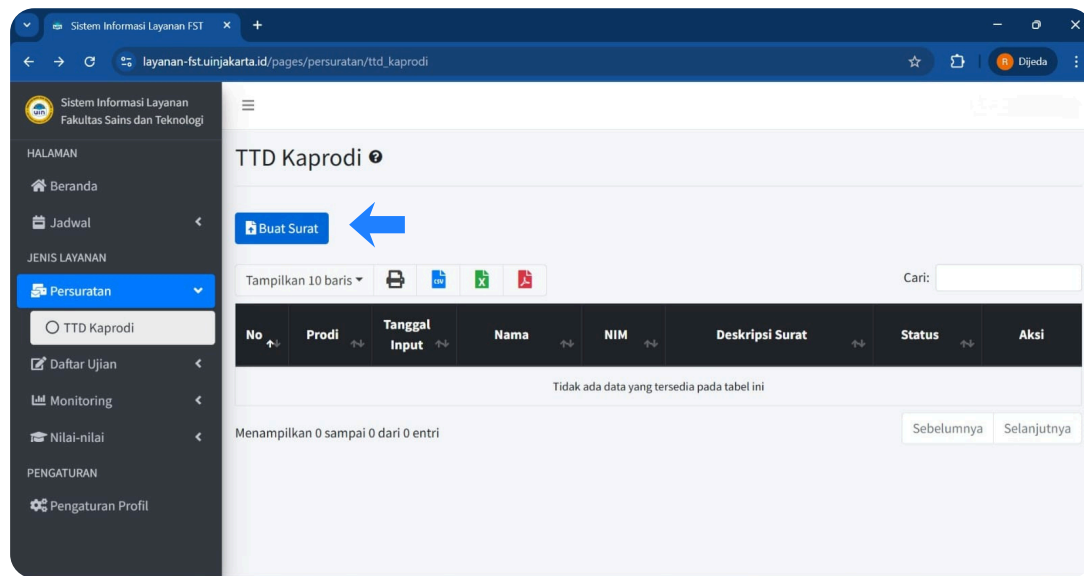 Sistem Informasi Layanan FST
layanan-fst.uinjakarta.id/pages/persuratan/ttd_kaprodi
R Dijeda
uin
Sistem Informasi Layanan
Fakultas Sains dan Teknologi
HALAMAN
Beranda
Jadwal
JENIS LAYANAN
Persuratan
TTD Kaprodi
Daftar Ujian
Monitoring
Nilai-nilai
PENGATURAN
Pengaturan Profil
TTD Kaprodi
Buat Surat
Tampilkan 10 baris
CSV
Cari:
No Prodi Tanggal Input Nama NIM Deskripsi Surat Status Aksi
Tidak ada data yang tersedia pada tabel ini
Menampilkan 0 sampai 0 dari 0 entri
Sebelumnya Selanjutnya